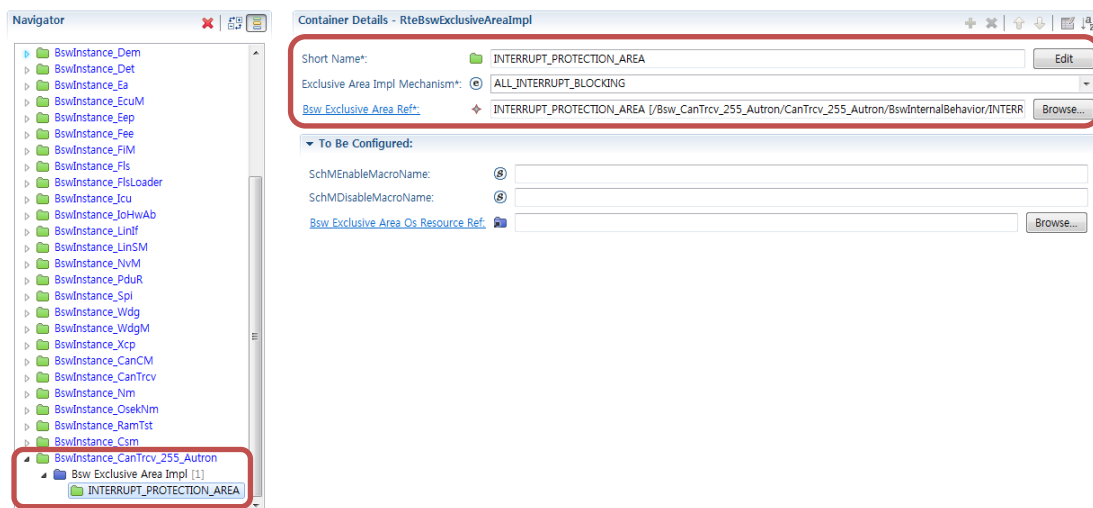 Navigator
BswInstance_Dem
BswInstance_Det
BswInstance_Ea
BswInstance_EcuM
BswInstance_Eep
BswInstance_Fee
BswInstance_FiM
BswInstance_Fls
BswInstance_FlsLoader
BswInstance_Icu
BswInstance_IoHwAb
BswInstance_LinIf
BswInstance_LinSM
BswInstance_NvM
BswInstance_PduR
BswInstance_Spi
BswInstance_Wdg
BswInstance_WdgM
BswInstance_Xcp
BswInstance_CanCM
BswInstance_CanTrcv
BswInstance_Nm
BswInstance_OsekNm
BswInstance_RamTst
BswInstance_Csm
BswInstance_CanTrcv_255_Autron
Bsw Exclusive Area Impl [1]
INTERRUPT_PROTECTION_AREA
Container Details - RteBswExclusiveAreaImpl
Short Name*: INTERRUPT_PROTECTION_AREA Edit
Exclusive Area Impl Mechanism*: ALL_INTERRUPT_BLOCKING
Bsw Exclusive Area Ref*: INTERRUPT_PROTECTION_AREA [/Bsw_CanTrcv_255_Autron/CanTrcv_255_Autron/BswInternalBehavior/INTERR Browse...
To Be Configured:
SchMEnableMacroName:
SchMDisableMacroName:
Bsw Exclusive Area Os Resource Ref: Browse...